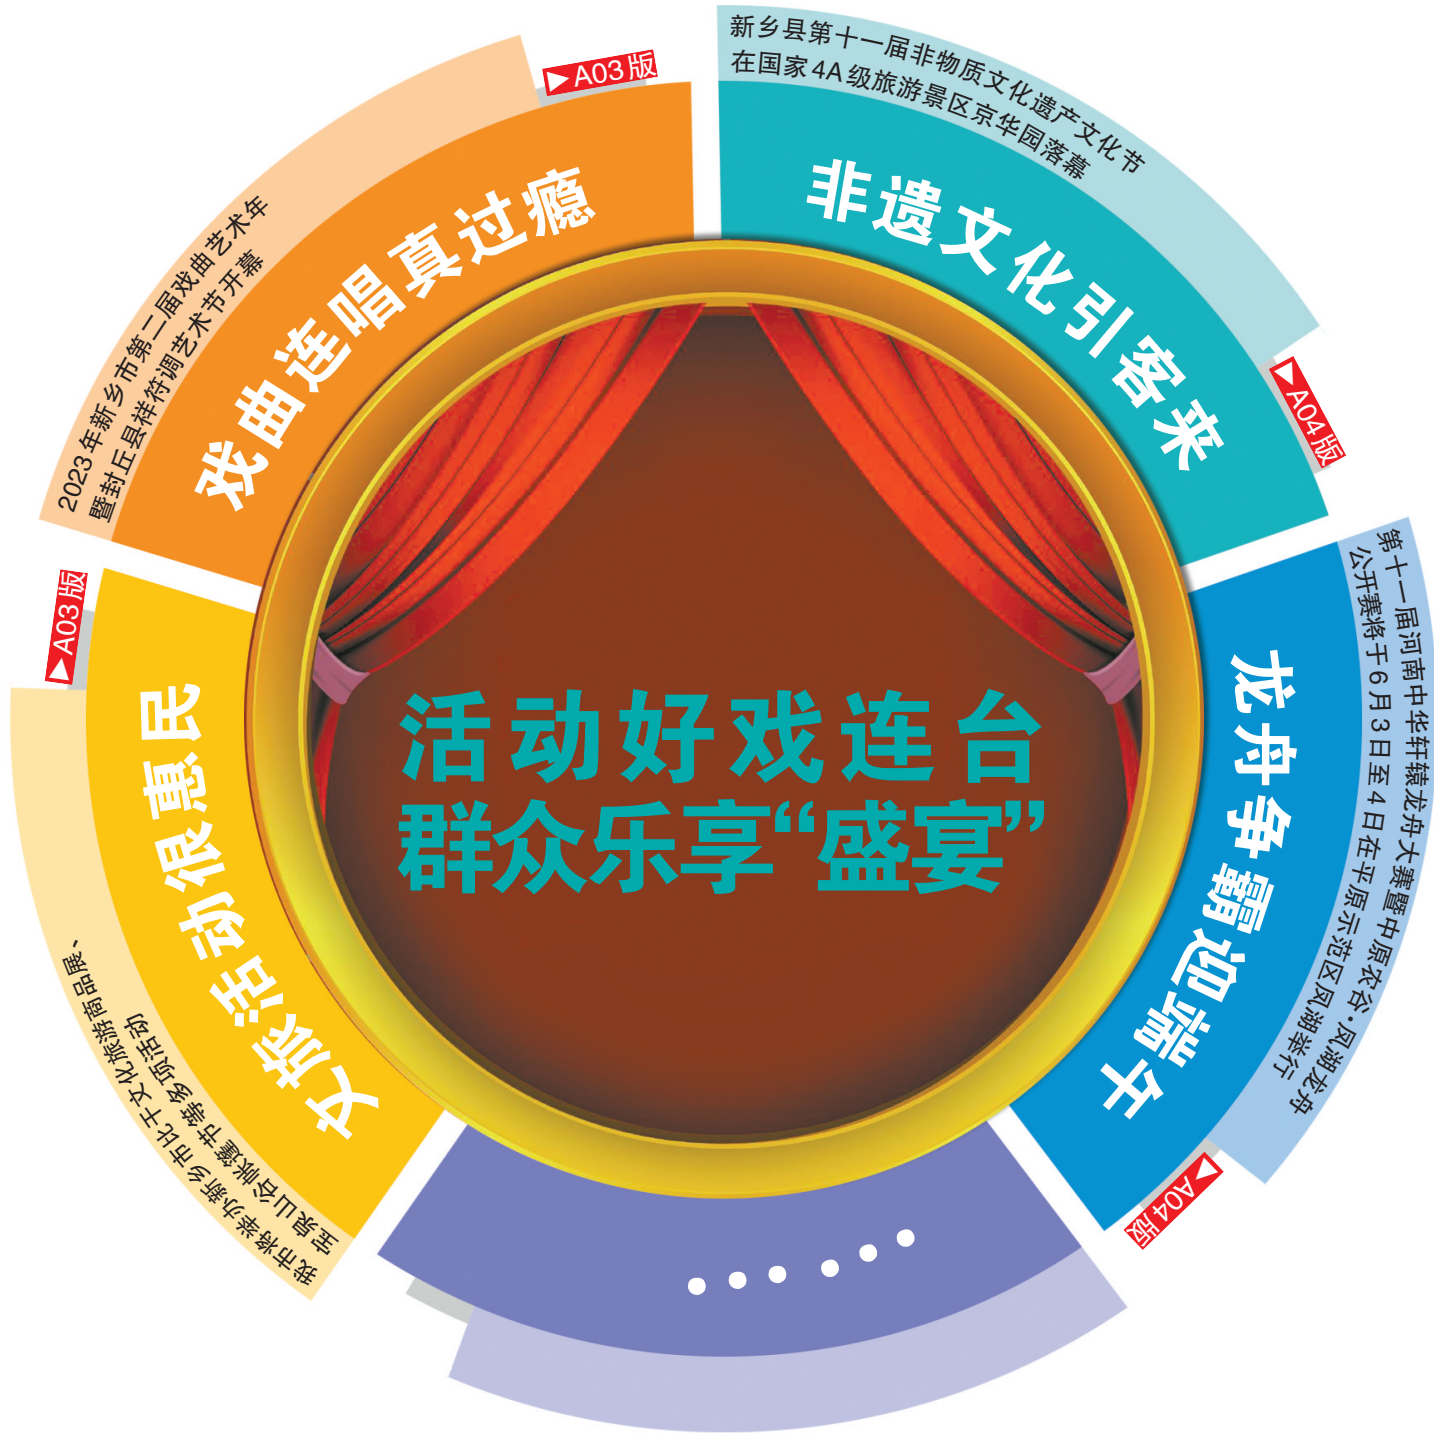 活动好戏连台
群众乐享“盛宴”
戏曲连唱真过瘾
2023年新乡市第二届戏曲艺术年
暨封丘县祥符调艺术节开幕
▶A03版
非遗文化引客来
新乡县第十一届非物质文化遗产文化节
在国家4A级旅游景区京华园落幕
▶A04版
龙舟争霸迎端午
第十一届河南中华轩辕龙舟大赛暨中原农谷·凤湖龙舟
公开赛将于6月3日至4日在平原示范区凤湖举行
▶A04版
文旅活动很惠民
我市将举办新乡市比干文化旅游商品展、
宝泉山谷帐篷节等多项活动
▶A03版
……